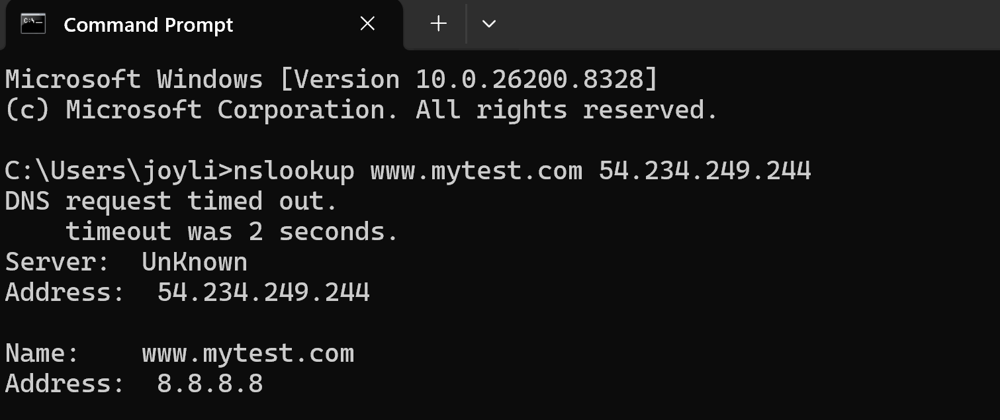 Command Prompt
Microsoft Windows [Version 10.0.26200.8328]
(c) Microsoft Corporation. All rights reserved.
C:\Users\joyli>nslookup www.mytest.com 54.234.249.244
DNS request timed out.
    timeout was 2 seconds.
Server:  UnKnown
Address:  54.234.249.244
Name:    www.mytest.com
Address:  8.8.8.8